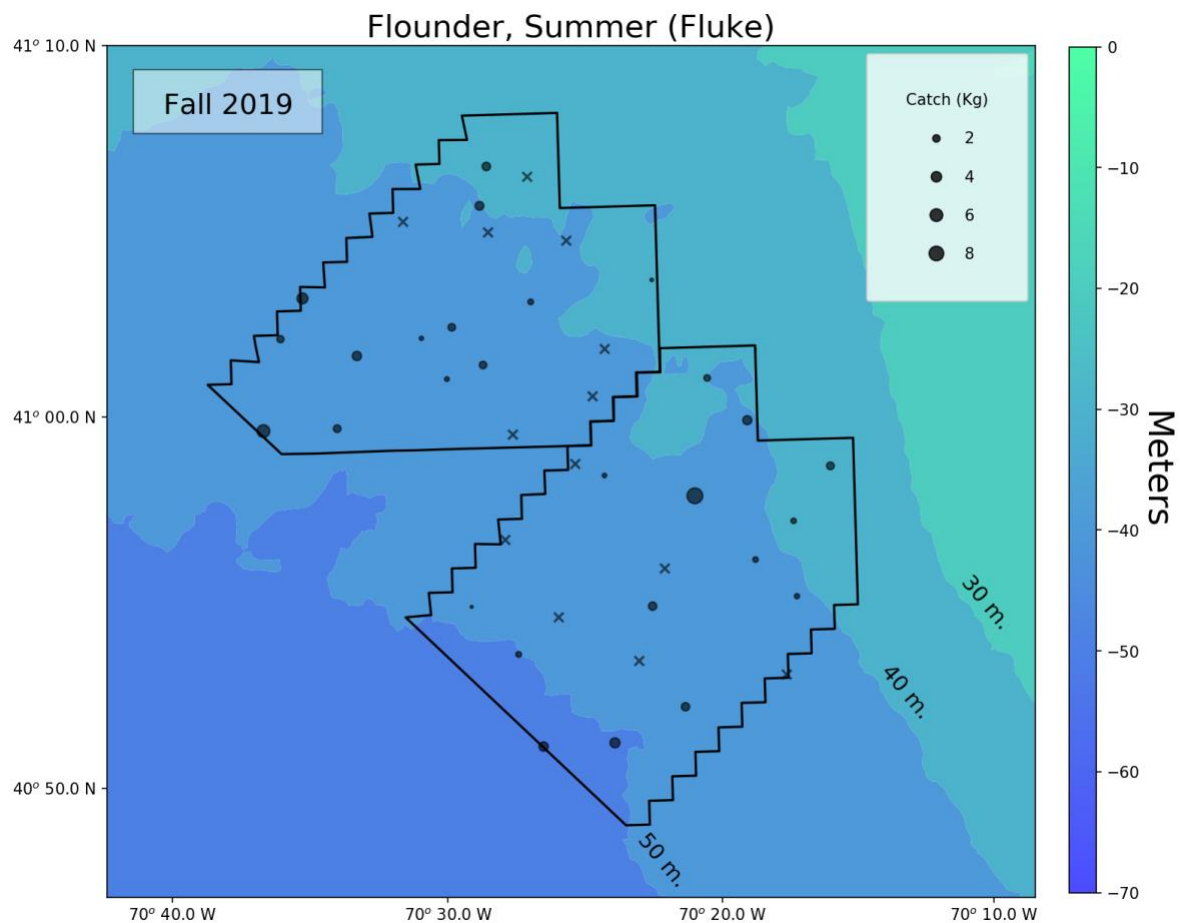 Flounder, Summer (Fluke)
41° 10.0 N
Fall 2019
Catch (Kg)
2
4
6
8
0
−10
−20
−30
−40
−50
−60
−70
Meters
41° 00.0 N
30 m.
40 m.
40° 50.0 N
50 m.
70° 40.0 W
70° 30.0 W
70° 20.0 W
70° 10.0 W